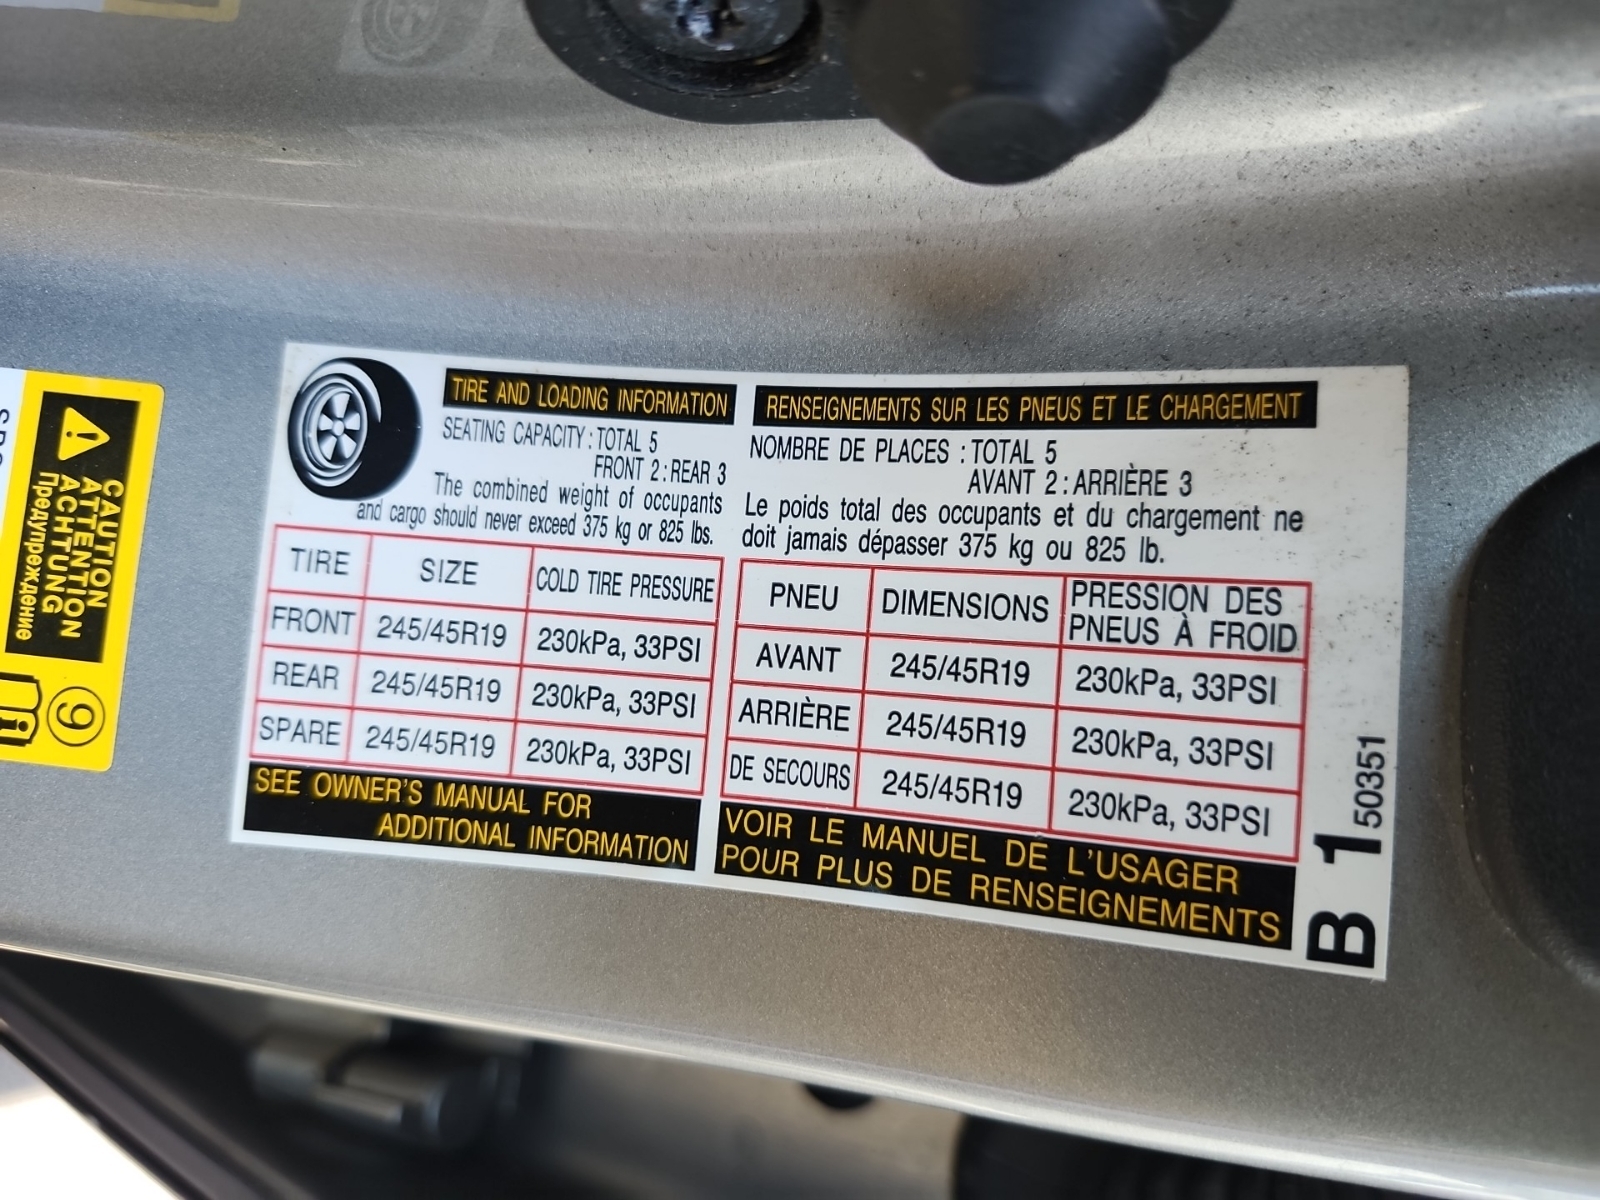 TIRE AND LOADING INFORMATION
SEATING CAPACITY : TOTAL 5
FRONT 2 : REAR 3
The combined weight of occupants
and cargo should never exceed 375 kg or 825 lbs.
TIRE SIZE COLD TIRE PRESSURE
FRONT 245/45R19 230kPa, 33PSI
REAR 245/45R19 230kPa, 33PSI
SPARE 245/45R19 230kPa, 33PSI
SEE OWNER'S MANUAL FOR
ADDITIONAL INFORMATION
RENSEIGNEMENTS SUR LES PNEUS ET LE CHARGEMENT
NOMBRE DE PLACES : TOTAL 5
AVANT 2 : ARRIÈRE 3
Le poids total des occupants et du chargement ne
doit jamais dépasser 375 kg ou 825 lb.
PNEU DIMENSIONS PRESSION DES
PNEUS À FROID
AVANT 245/45R19 230kPa, 33PSI
ARRIÈRE 245/45R19 230kPa, 33PSI
DE SECOURS 245/45R19 230kPa, 33PSI
VOIR LE MANUEL DE L'USAGER
POUR PLUS DE RENSEIGNEMENTS
B 1 50351
CAUTION
ATTENTION
ACHTUNG
Предупреждение